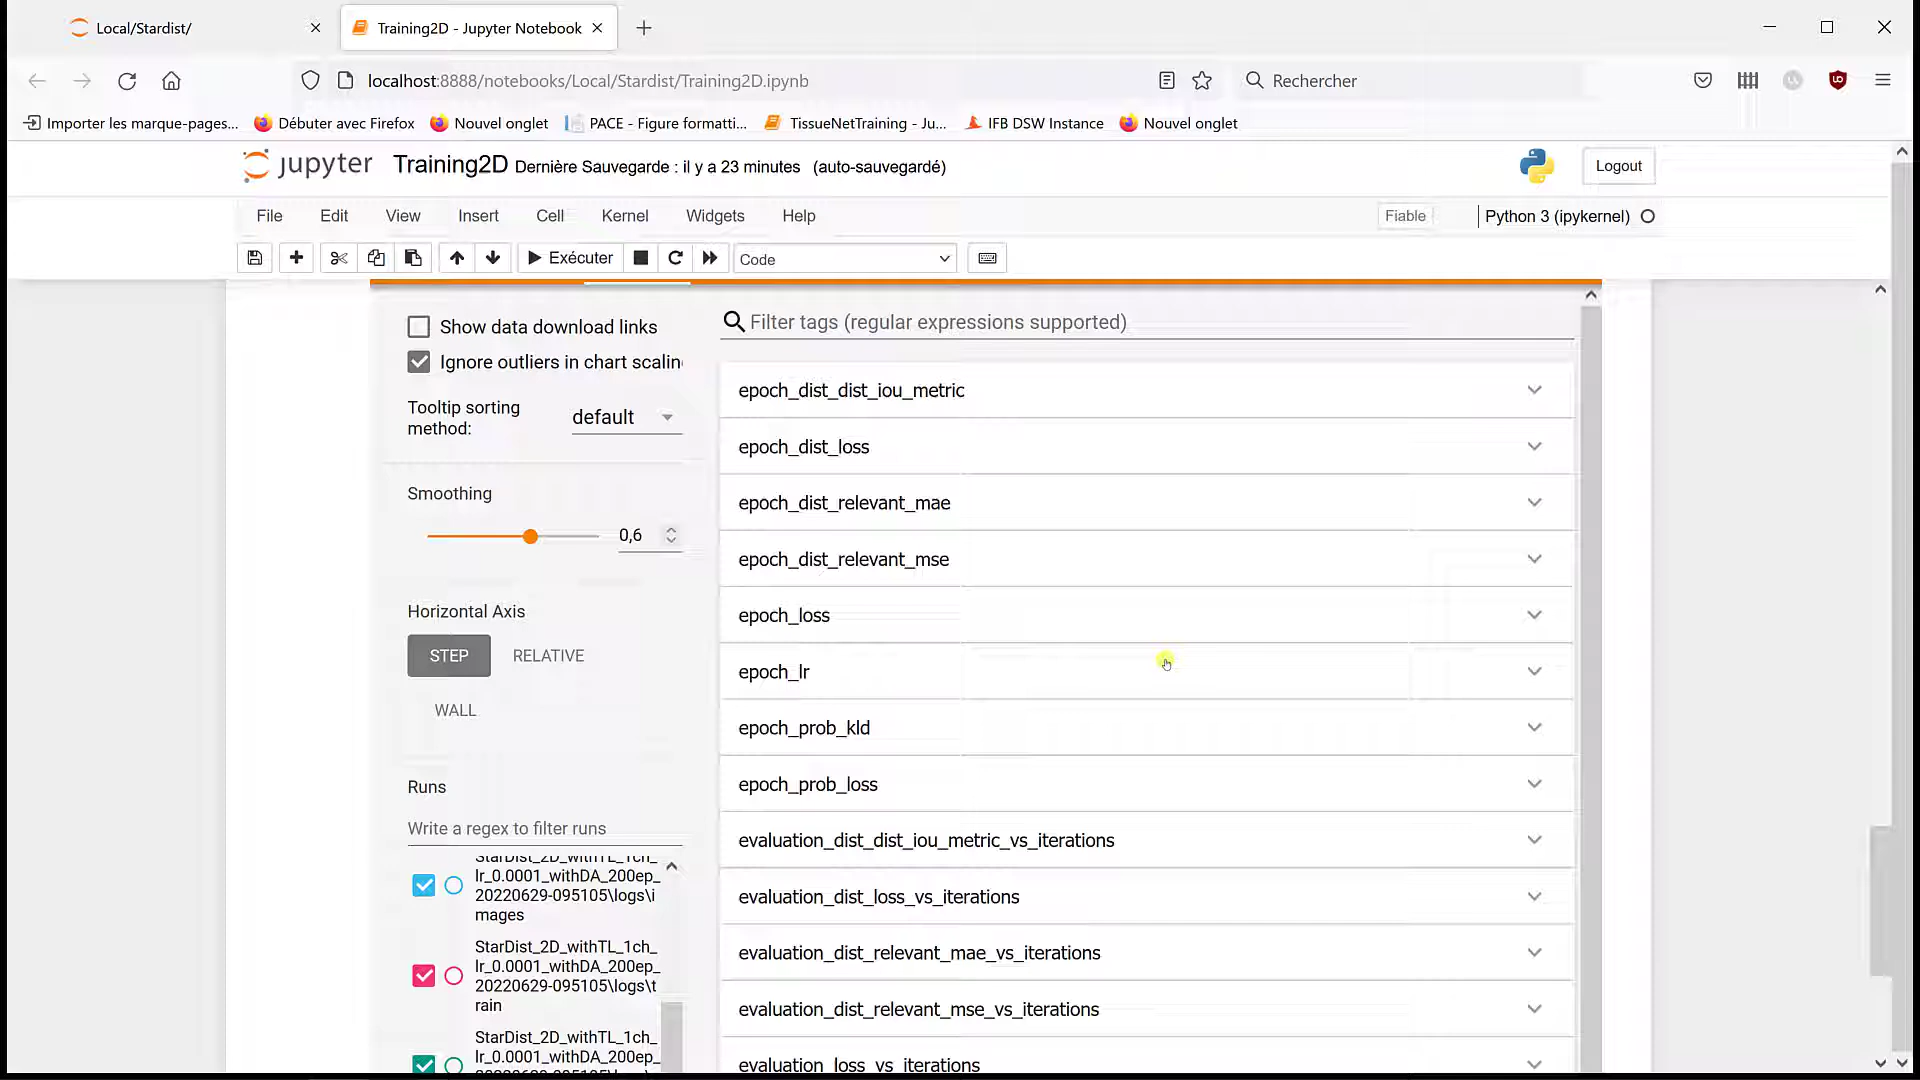 Local/Stardist/
Training2D - Jupyter Notebook
localhost:8888/notebooks/Local/Stardist/Training2D.ipynb
Rechercher
Importer les marque-pages...
Débuter avec Firefox
Nouvel onglet
PACE - Figure formatti...
TissueNetTraining - Ju...
IFB DSW Instance
Nouvel onglet
jupyter
Training2D Dernière Sauvegarde : il y a 23 minutes (auto-sauvegardé)
Logout
File Edit View Insert Cell Kernel Widgets Help
Fiable
Python 3 (ipykernel)
Exécuter
Code
Show data download links
Ignore outliers in chart scalin
Tooltip sorting
method:
default
Smoothing
0,6
Horizontal Axis
STEP
RELATIVE
WALL
Runs
Write a regex to filter runs
StarDist_2D_withTL_1ch_
lr_0.0001_withDA_200ep_
20220629-095105\logs\i
mages
StarDist_2D_withTL_1ch_
lr_0.0001_withDA_200ep_
20220629-095105\logs\t
rain
StarDist_2D_withTL_1ch_
lr_0.0001_withDA_200ep_
Filter tags (regular expressions supported)
epoch_dist_dist_iou_metric
epoch_dist_loss
epoch_dist_relevant_mae
epoch_dist_relevant_mse
epoch_loss
epoch_lr
epoch_prob_kld
epoch_prob_loss
evaluation_dist_dist_iou_metric_vs_iterations
evaluation_dist_loss_vs_iterations
evaluation_dist_relevant_mae_vs_iterations
evaluation_dist_relevant_mse_vs_iterations
evaluation_loss_vs_iterations